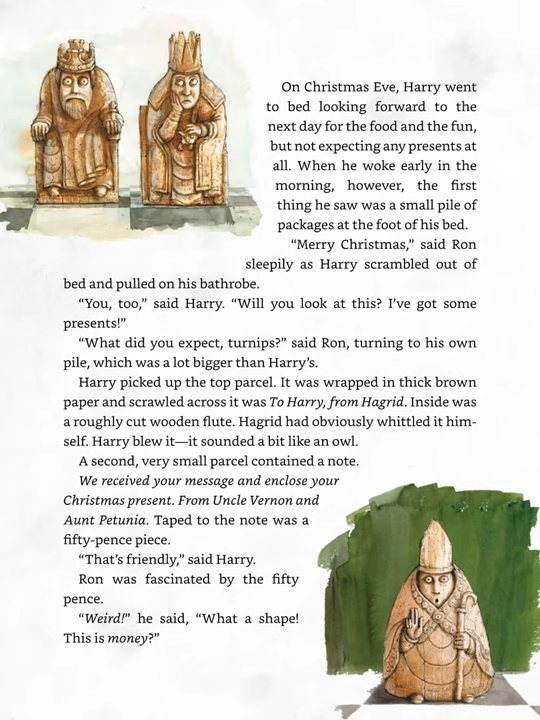 On Christmas Eve, Harry went
to bed looking forward to the
next day for the food and the fun,
but not expecting any presents at
all. When he woke early in the
morning, however, the first
thing he saw was a small pile of
packages at the foot of his bed.
“Merry Christmas,” said Ron
sleepily as Harry scrambled out of
bed and pulled on his bathrobe.
“You, too,” said Harry. “Will you look at this? I’ve got some
presents!”
“What did you expect, turnips?” said Ron, turning to his own
pile, which was a lot bigger than Harry’s.
Harry picked up the top parcel. It was wrapped in thick brown
paper and scrawled across it was To Harry, from Hagrid. Inside was
a roughly cut wooden flute. Hagrid had obviously whittled it him-
self. Harry blew it—it sounded a bit like an owl.
A second, very small parcel contained a note.
We received your message and enclose your
Christmas present. From Uncle Vernon and
Aunt Petunia. Taped to the note was a
fifty-pence piece.
“That’s friendly,” said Harry.
Ron was fascinated by the fifty
pence.
“Weird!” he said, “What a shape!
This is money?”